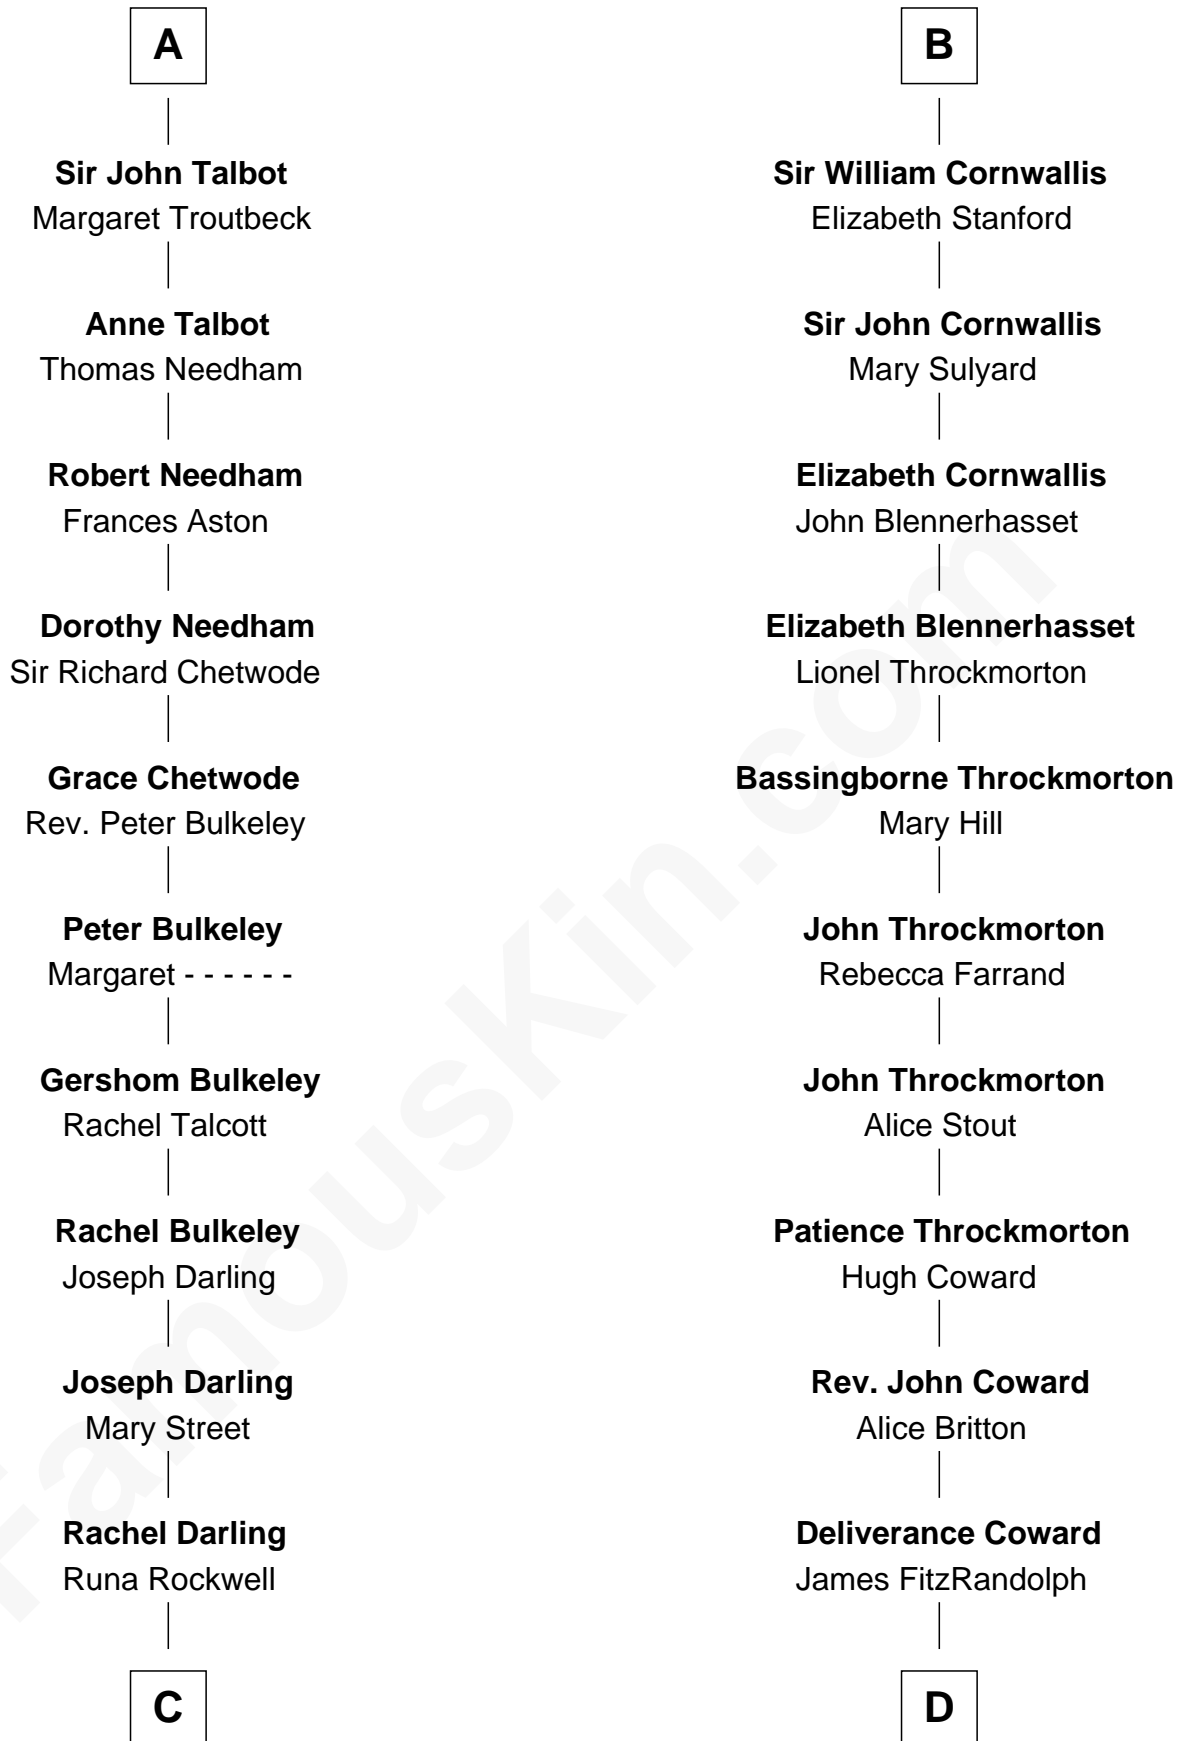 A
Sir John Talbot
Margaret Troutbeck
Anne Talbot
Thomas Needham
Robert Needham
Frances Aston
Dorothy Needham
Sir Richard Chetwode
Grace Chetwode
Rev. Peter Bulkeley
Peter Bulkeley
Margaret - - - - - -
Gershom Bulkeley
Rachel Talcott
Rachel Bulkeley
Joseph Darling
Joseph Darling
Mary Street
Rachel Darling
Runa Rockwell
C
B
Sir William Cornwallis
Elizabeth Stanford
Sir John Cornwallis
Mary Sulyard
Elizabeth Cornwallis
John Blennerhasset
Elizabeth Blennerhasset
Lionel Throckmorton
Bassingborne Throckmorton
Mary Hill
John Throckmorton
Rebecca Farrand
John Throckmorton
Alice Stout
Patience Throckmorton
Hugh Coward
Rev. John Coward
Alice Britton
Deliverance Coward
James FitzRandolph
D
FamousKin.com